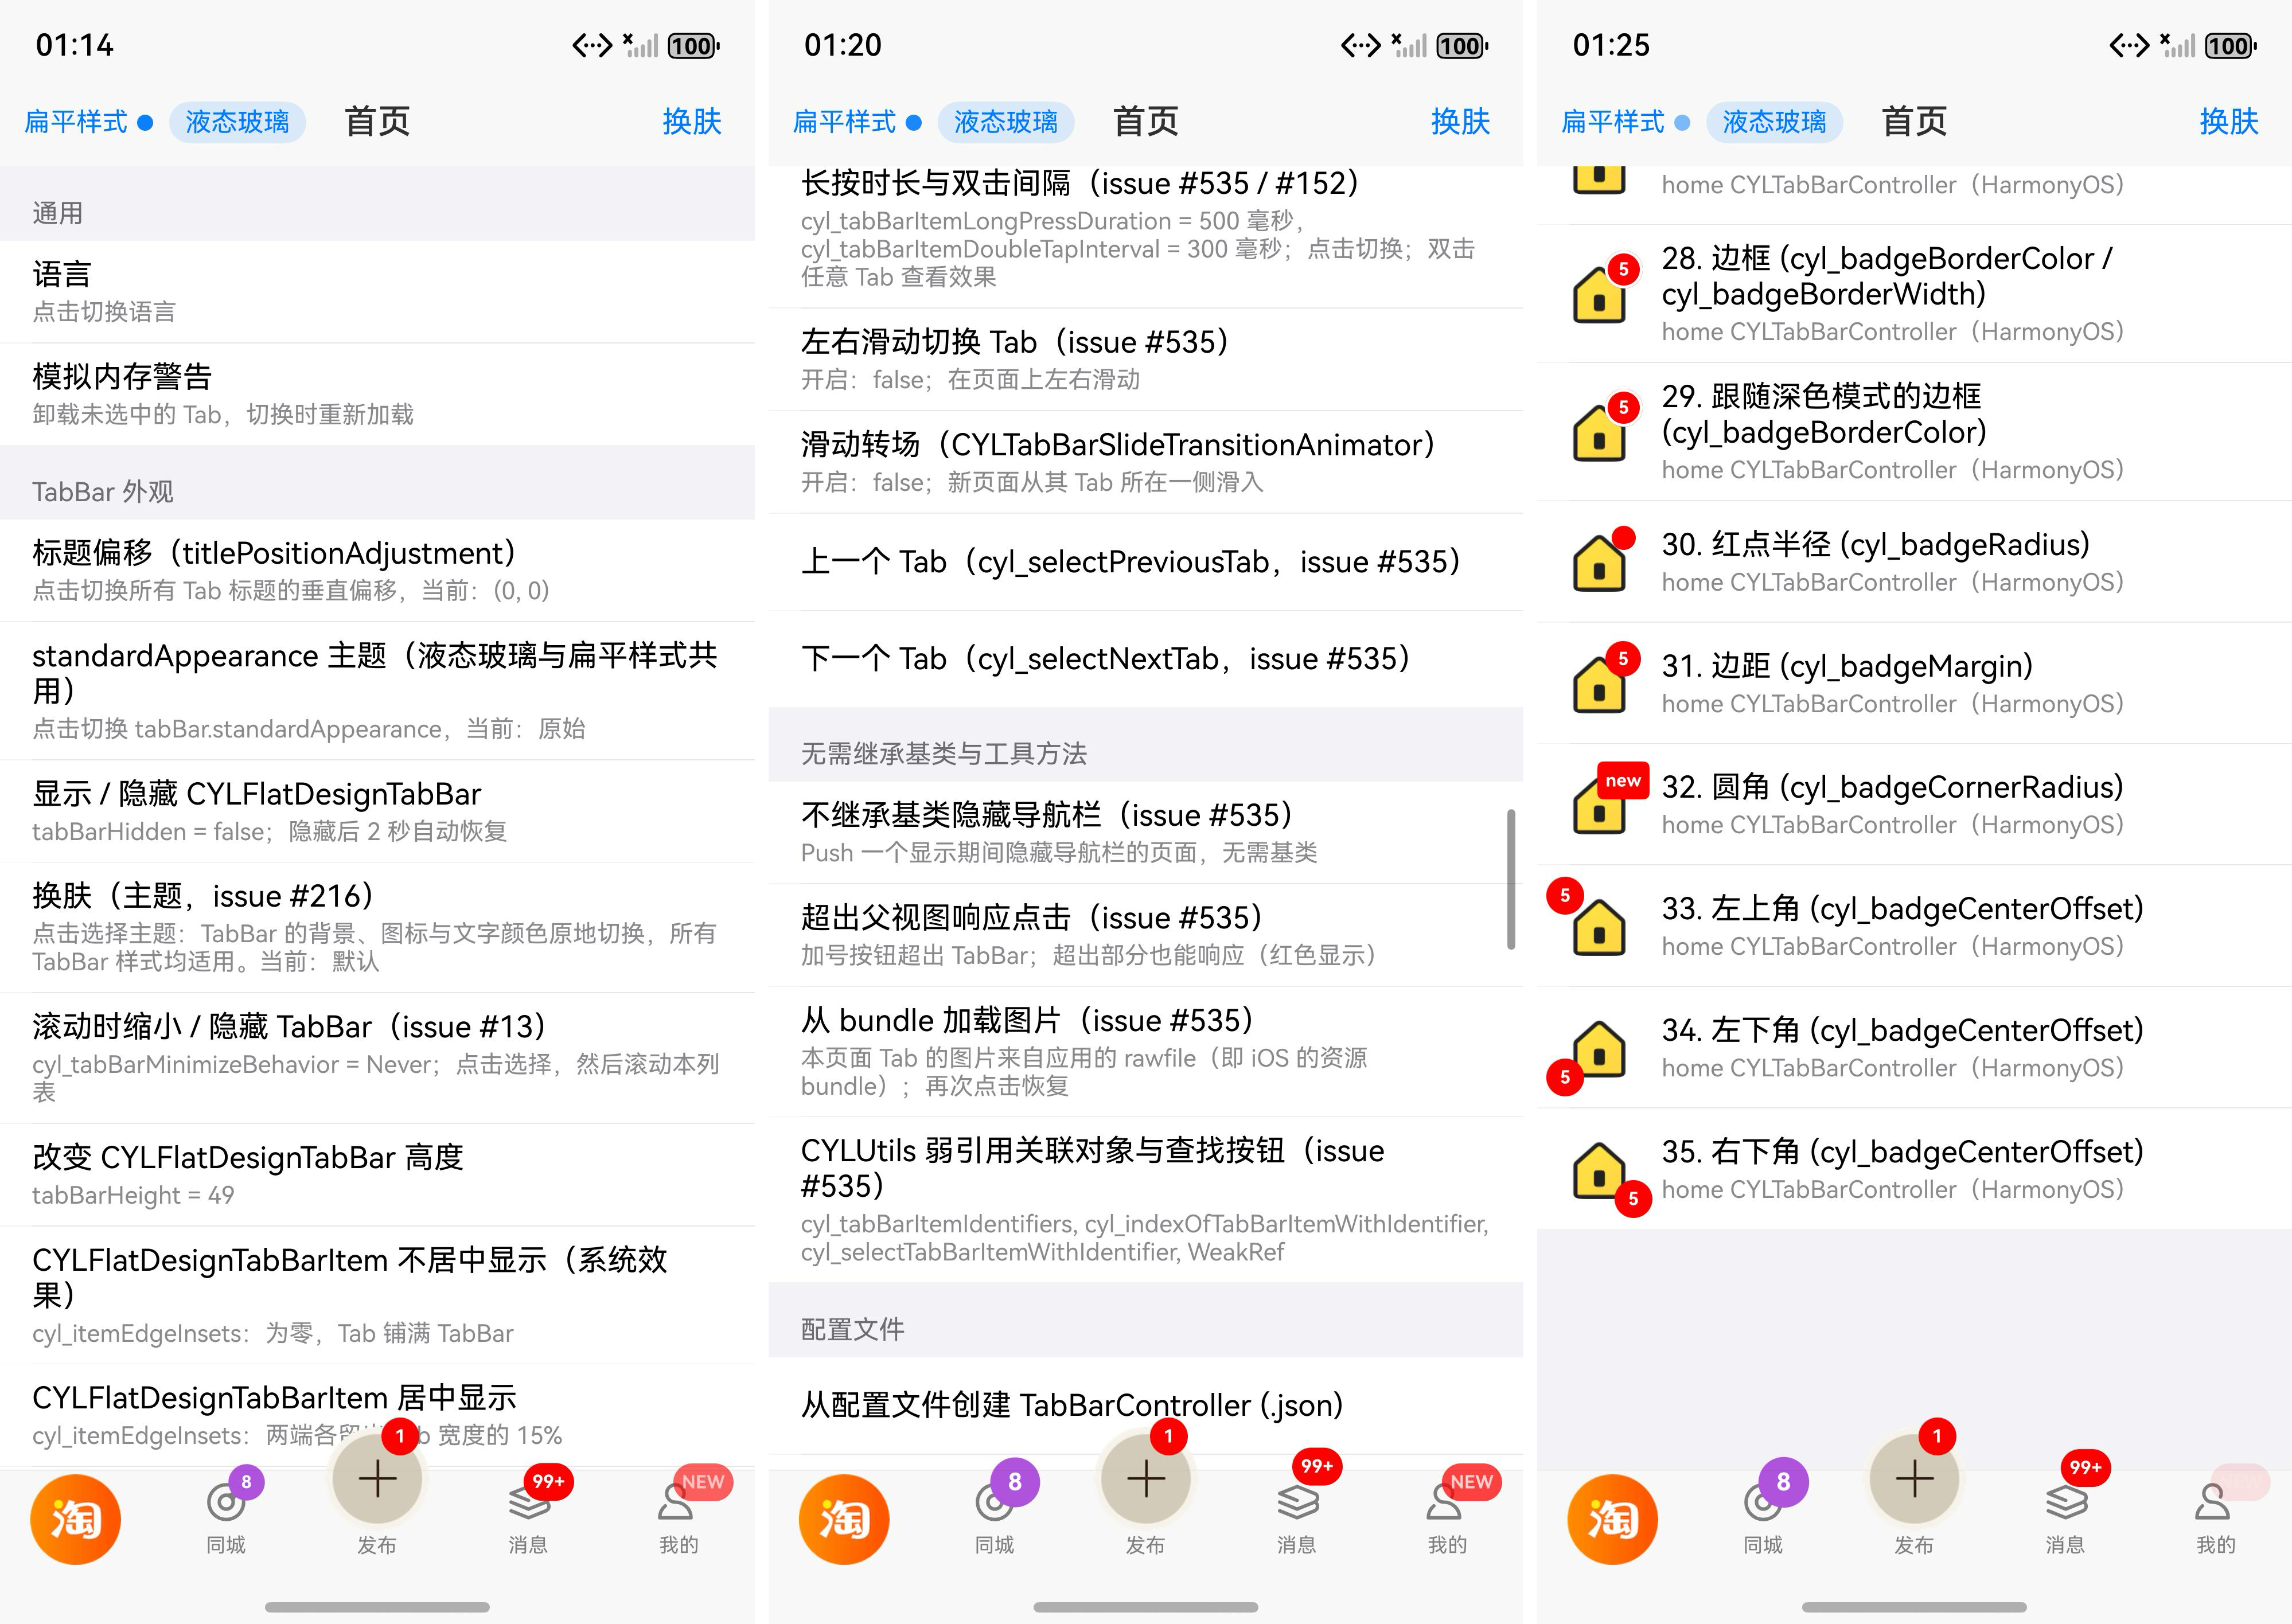 01:14
100
扁平样式
液态玻璃
首页
换肤
通用
语言
点击切换语言
模拟内存警告
卸载未选中的 Tab，切换时重新加载
TabBar 外观
标题偏移（titlePositionAdjustment）
点击切换所有 Tab 标题的垂直偏移，当前：(0, 0)
standardAppearance 主题（液态玻璃与扁平样式共
用）
点击切换 tabBar.standardAppearance，当前：原始
显示 / 隐藏 CYLFlatDesignTabBar
tabBarHidden = false；隐藏后 2 秒自动恢复
换肤（主题，issue #216）
点击选择主题：TabBar 的背景、图标与文字颜色原地切换，所有
TabBar 样式均适用。当前：默认
滚动时缩小 / 隐藏 TabBar（issue #13）
cyl_tabBarMinimizeBehavior = Never；点击选择，然后滚动本列
表
改变 CYLFlatDesignTabBar 高度
tabBarHeight = 49
CYLFlatDesignTabBarItem 不居中显示（系统效
果）
cyl_itemEdgeInsets：为零，Tab 铺满 TabBar
CYLFlatDesignTabBarItem 居中显示
cyl_itemEdgeInsets：两端各留
b 宽度的 15%
1
淘
8
同城
发布
99+
消息
NEW
我的
01:20
100
扁平样式
液态玻璃
首页
换肤
长按时长与双击间隔（issue #535 / #152）
cyl_tabBarItemLongPressDuration = 500 毫秒，
cyl_tabBarItemDoubleTapInterval = 300 毫秒；点击切换；双击
任意 Tab 查看效果
左右滑动切换 Tab（issue #535）
开启：false；在页面上左右滑动
滑动转场（CYLTabBarSlideTransitionAnimator）
开启：false；新页面从其 Tab 所在一侧滑入
上一个 Tab（cyl_selectPreviousTab，issue #535）
下一个 Tab（cyl_selectNextTab，issue #535）
无需继承基类与工具方法
不继承基类隐藏导航栏（issue #535）
Push 一个显示期间隐藏导航栏的页面，无需基类
超出父视图响应点击（issue #535）
加号按钮超出 TabBar；超出部分也能响应（红色显示）
从 bundle 加载图片（issue #535）
本页面 Tab 的图片来自应用的 rawfile（即 iOS 的资源
bundle）；再次点击恢复
CYLUtils 弱引用关联对象与查找按钮（issue
#535）
cyl_tabBarItemIdentifiers, cyl_indexOfTabBarItemWithIdentifier,
cyl_selectTabBarItemWithIdentifier, WeakRef
配置文件
从配置文件创建 TabBarController (.json)
1
淘
8
同城
发布
99+
消息
NEW
我的
01:25
100
扁平样式
液态玻璃
首页
换肤
home CYLTabBarController（HarmonyOS）
5
28. 边框 (cyl_badgeBorderColor /
cyl_badgeBorderWidth)
home CYLTabBarController（HarmonyOS）
5
29. 跟随深色模式的边框
(cyl_badgeBorderColor)
home CYLTabBarController（HarmonyOS）
30. 红点半径 (cyl_badgeRadius)
home CYLTabBarController（HarmonyOS）
5
31. 边距 (cyl_badgeMargin)
home CYLTabBarController（HarmonyOS）
new
32. 圆角 (cyl_badgeCornerRadius)
home CYLTabBarController（HarmonyOS）
5
33. 左上角 (cyl_badgeCenterOffset)
home CYLTabBarController（HarmonyOS）
5
34. 左下角 (cyl_badgeCenterOffset)
home CYLTabBarController（HarmonyOS）
5
35. 右下角 (cyl_badgeCenterOffset)
home CYLTabBarController（HarmonyOS）
1
淘
8
同城
发布
99+
消息
我的